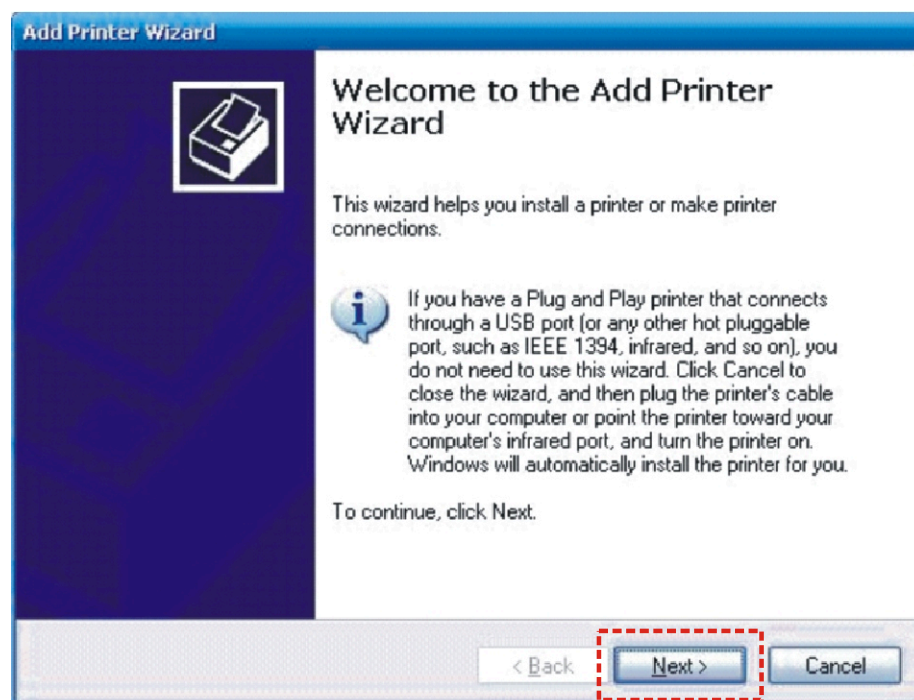 Add Printer Wizard
Welcome to the Add Printer
Wizard
This wizard helps you install a printer or make printer
connections.
If you have a Plug and Play printer that connects
through a USB port (or any other hot pluggable
port, such as IEEE 1394, infrared, and so on), you
do not need to use this wizard. Click Cancel to
close the wizard, and then plug the printer's cable
into your computer or point the printer toward your
computer's infrared port, and turn the printer on.
Windows will automatically install the printer for you.
To continue, click Next.
< Back Next > Cancel